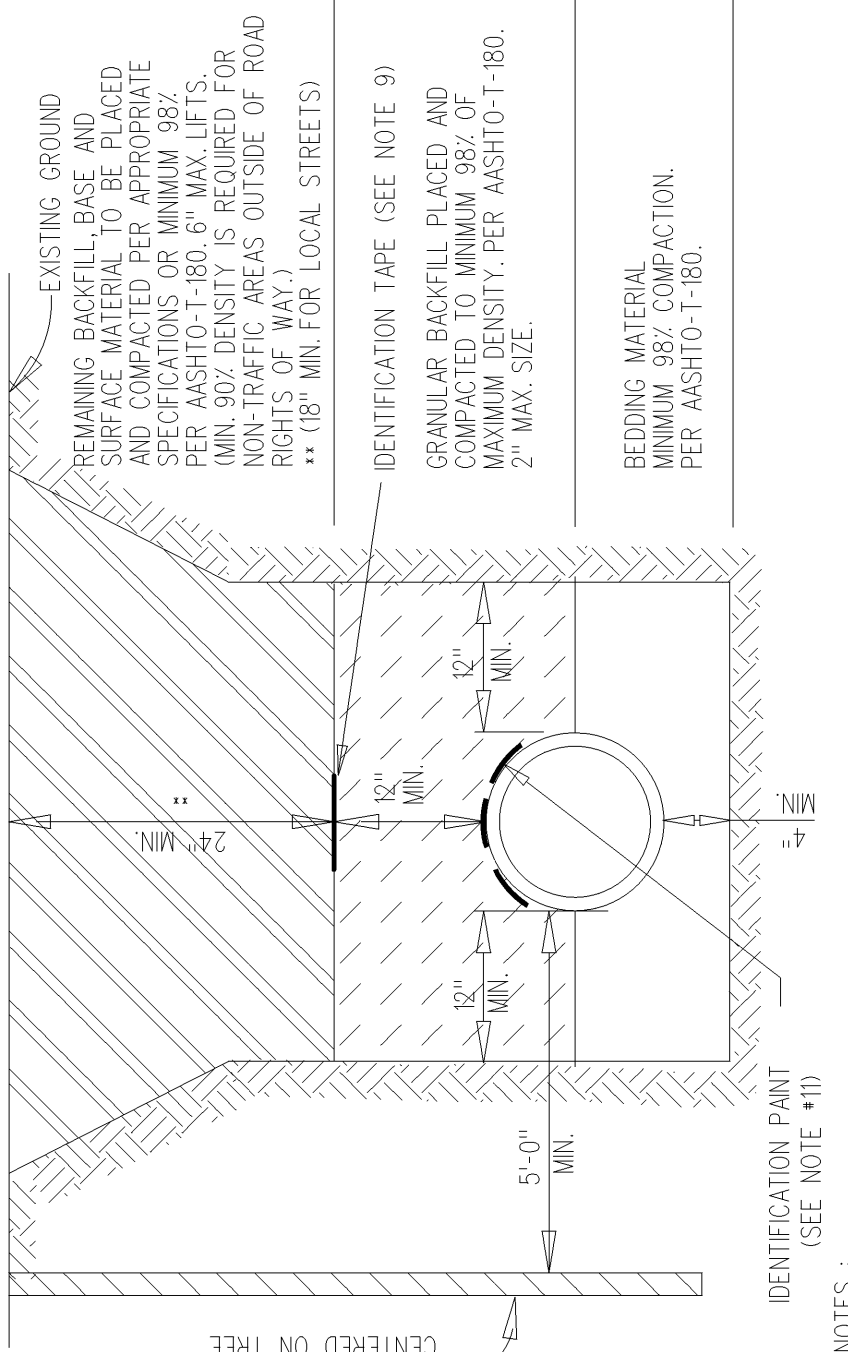 EXISTING GROUND
REMAINING BACKFILL, BASE AND
SURFACE MATERIAL TO BE PLACED
AND COMPACTED PER APPROPRIATE
SPECIFICATIONS OR MINIMUM 98%
PER AASHTO-T-180. 6" MAX. LIFTS.
(MIN. 90% DENSITY IS REQUIRED FOR
NON-TRAFFIC AREAS OUTSIDE OF ROAD
RIGHTS OF WAY.)
** (18" MIN. FOR LOCAL STREETS)
IDENTIFICATION TAPE (SEE NOTE 9)
GRANULAR BACKFILL PLACED AND
COMPACTED TO MINIMUM 98% OF
MAXIMUM DENSITY. PER AASHTO-T-180.
2" MAX. SIZE.
BEDDING MATERIAL
MINIMUM 98% COMPACTION.
PER AASHTO-T-180.
**
24" MIN.
12"
MIN.
12"
MIN.
12"
MIN.
4"
MIN.
5'-0"
MIN.
IDENTIFICATION PAINT
(SEE NOTE #11)
CENTERED ON TREE
NOTES :